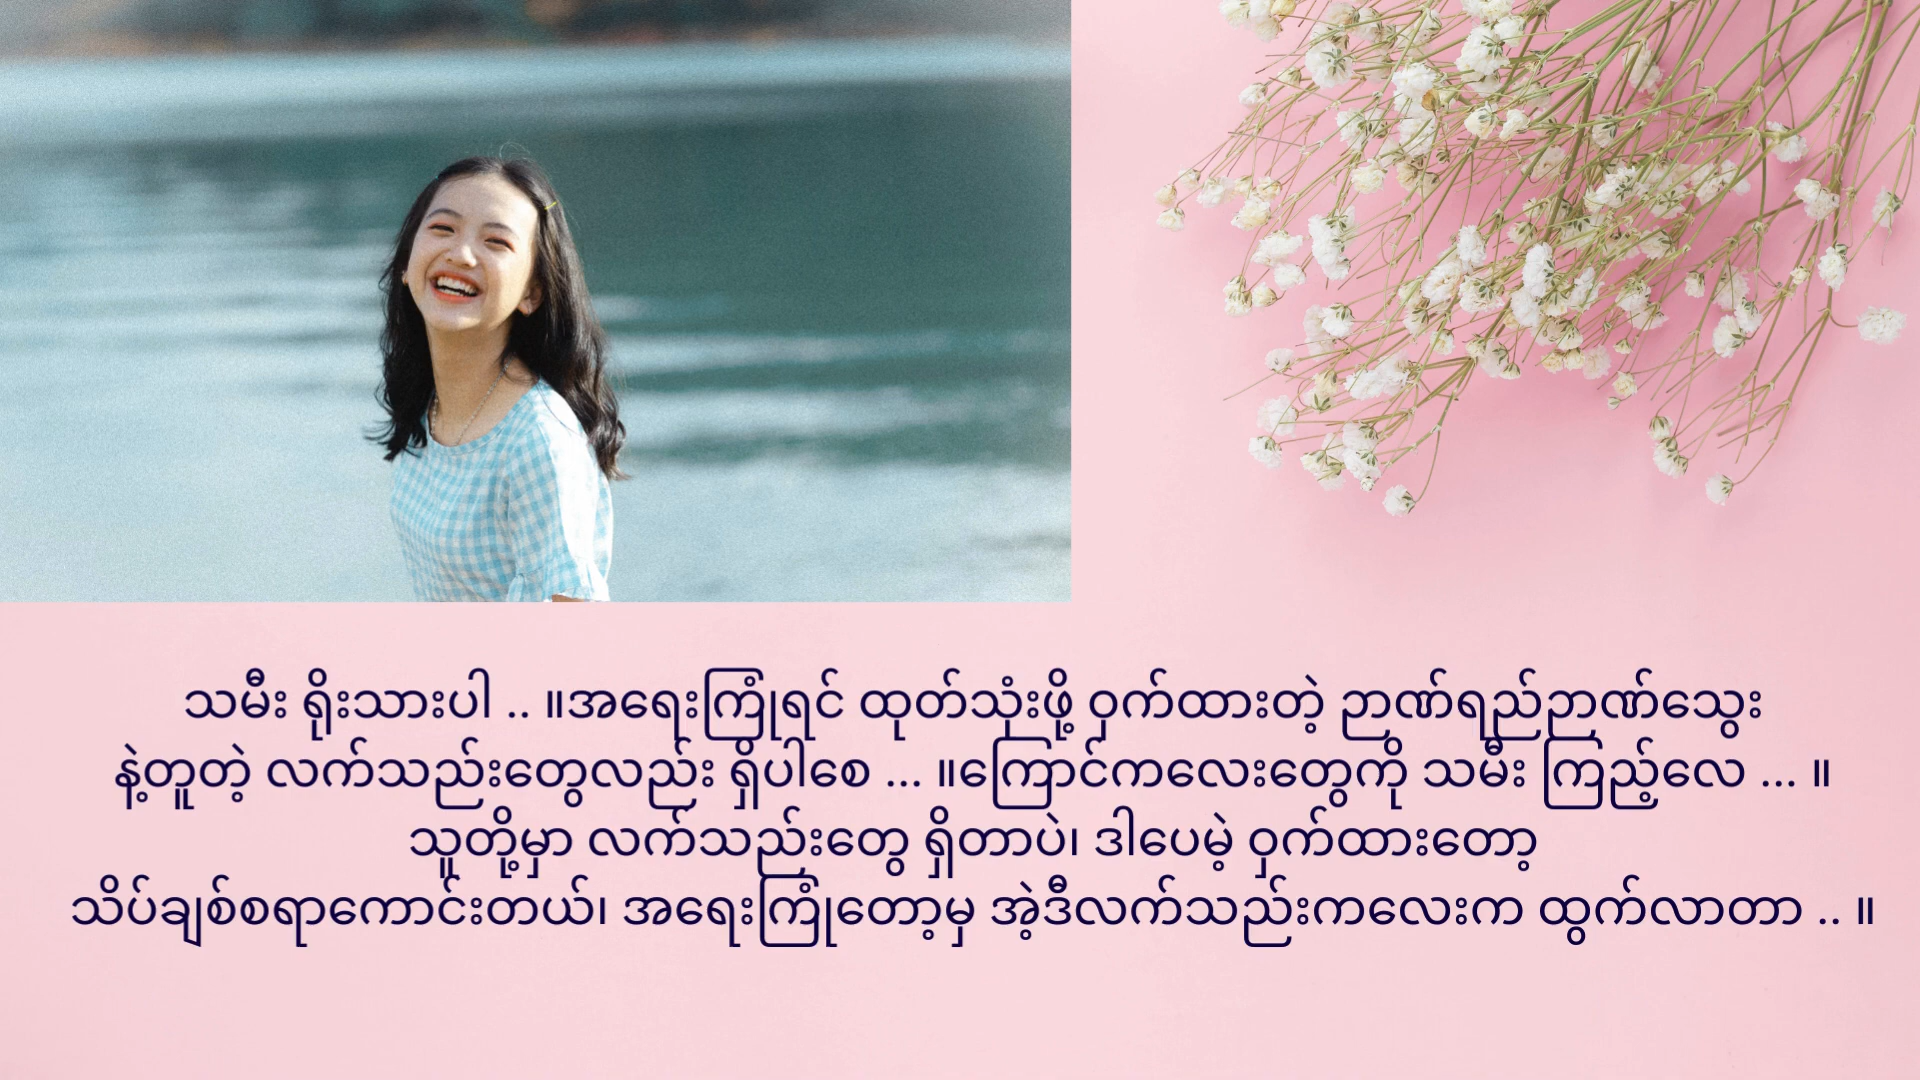 သမီး ရိုးသားပါ .. ။အရေးကြုံရင် ထုတ်သုံးဖို့ ဝှက်ထားတဲ့ ဉာဏ်ရည်ဉာဏ်သွေး
နဲ့တူတဲ့ လက်သည်းတွေလည်း ရှိပါစေ ... ။ကြောင်ကလေးတွေကို သမီး ကြည့်လေ ... ။
သူတို့မှာ လက်သည်းတွေ ရှိတာပဲ၊ ဒါပေမဲ့ ဝှက်ထားတော့
သိပ်ချစ်စရာကောင်းတယ်၊ အရေးကြုံတော့မှ အဲ့ဒီလက်သည်းကလေးက ထွက်လာတာ .. ။